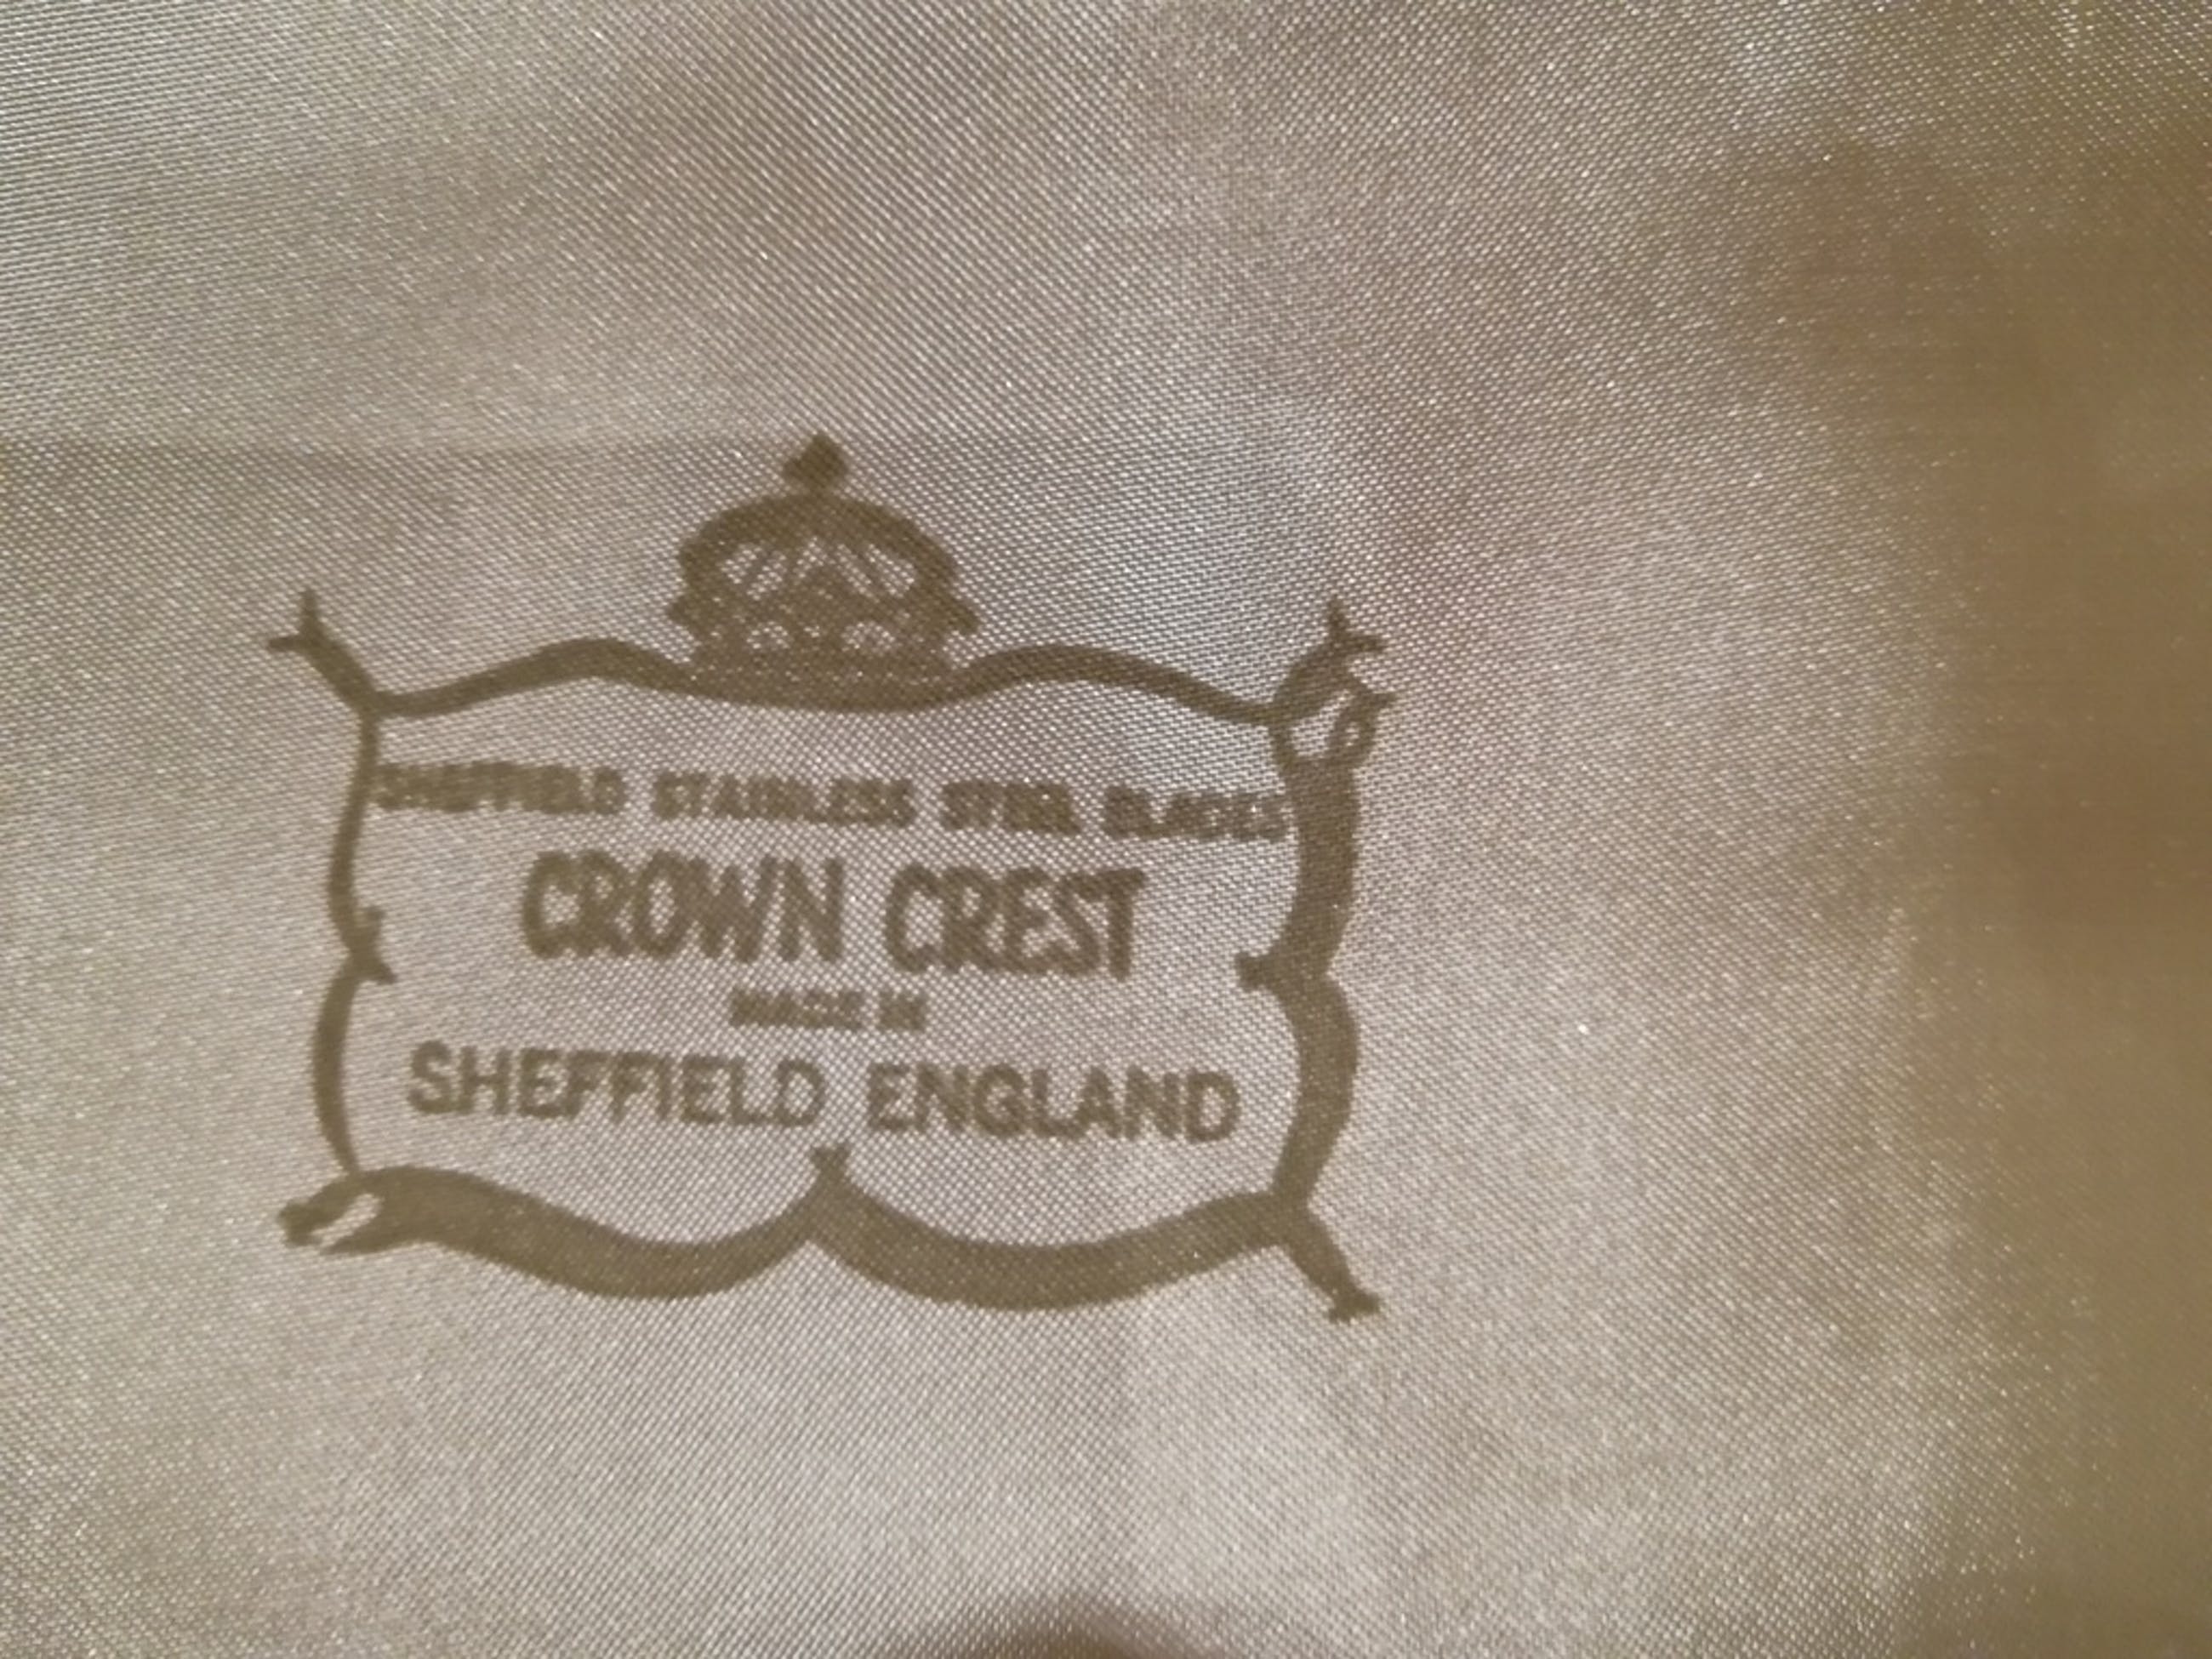 SHEFFIELD STAINLESS STEEL BLADES
CROWN CREST
MADE IN
SHEFFIELD ENGLAND